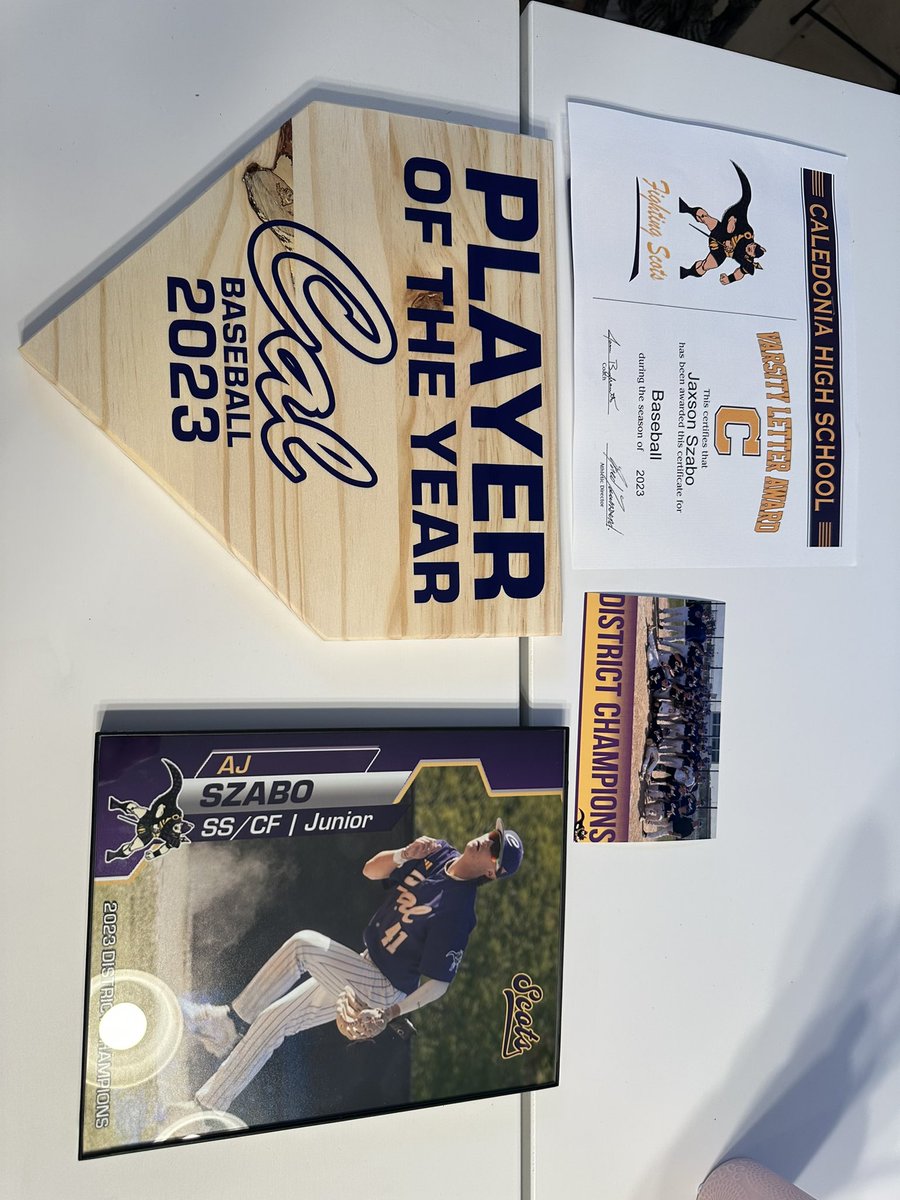 PLAYER
OF THE YEAR
Cal
BASEBALL
2023
CALEDONIA HIGH SCHOOL
VARSITY LETTER AWARD
C
Fighting Scots
This certifies that
Jaxson Szabo
has been awarded this certificate for
Baseball
during the season of 2023
Coach
Athletic Director
DISTRICT CHAMPIONS
AJ
SZABO
SS/CF | Junior
Scots
C
Cal
41
2023 DISTRICT CHAMPIONS